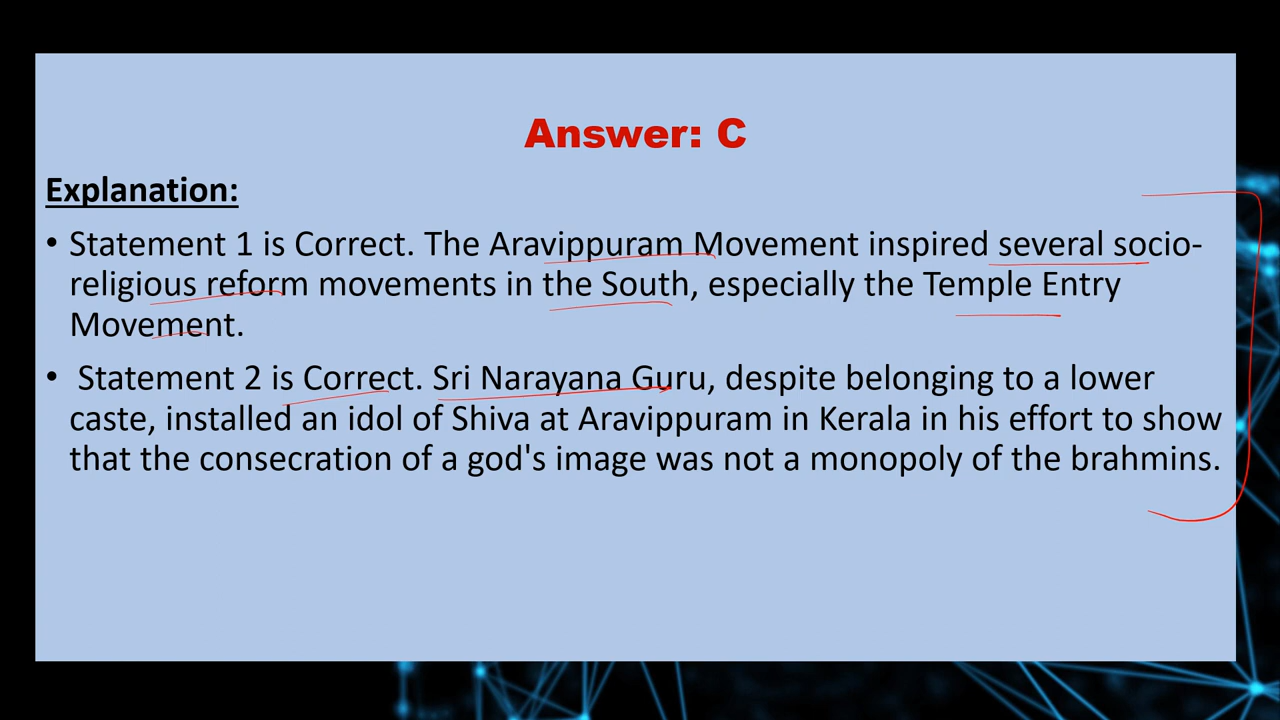 Answer: C
Explanation:
• Statement 1 is Correct. The Aravippuram Movement inspired several socio-
religious reform movements in the South, especially the Temple Entry
Movement.
• Statement 2 is Correct. Sri Narayana Guru, despite belonging to a lower
caste, installed an idol of Shiva at Aravippuram in Kerala in his effort to show
that the consecration of a god's image was not a monopoly of the brahmins.